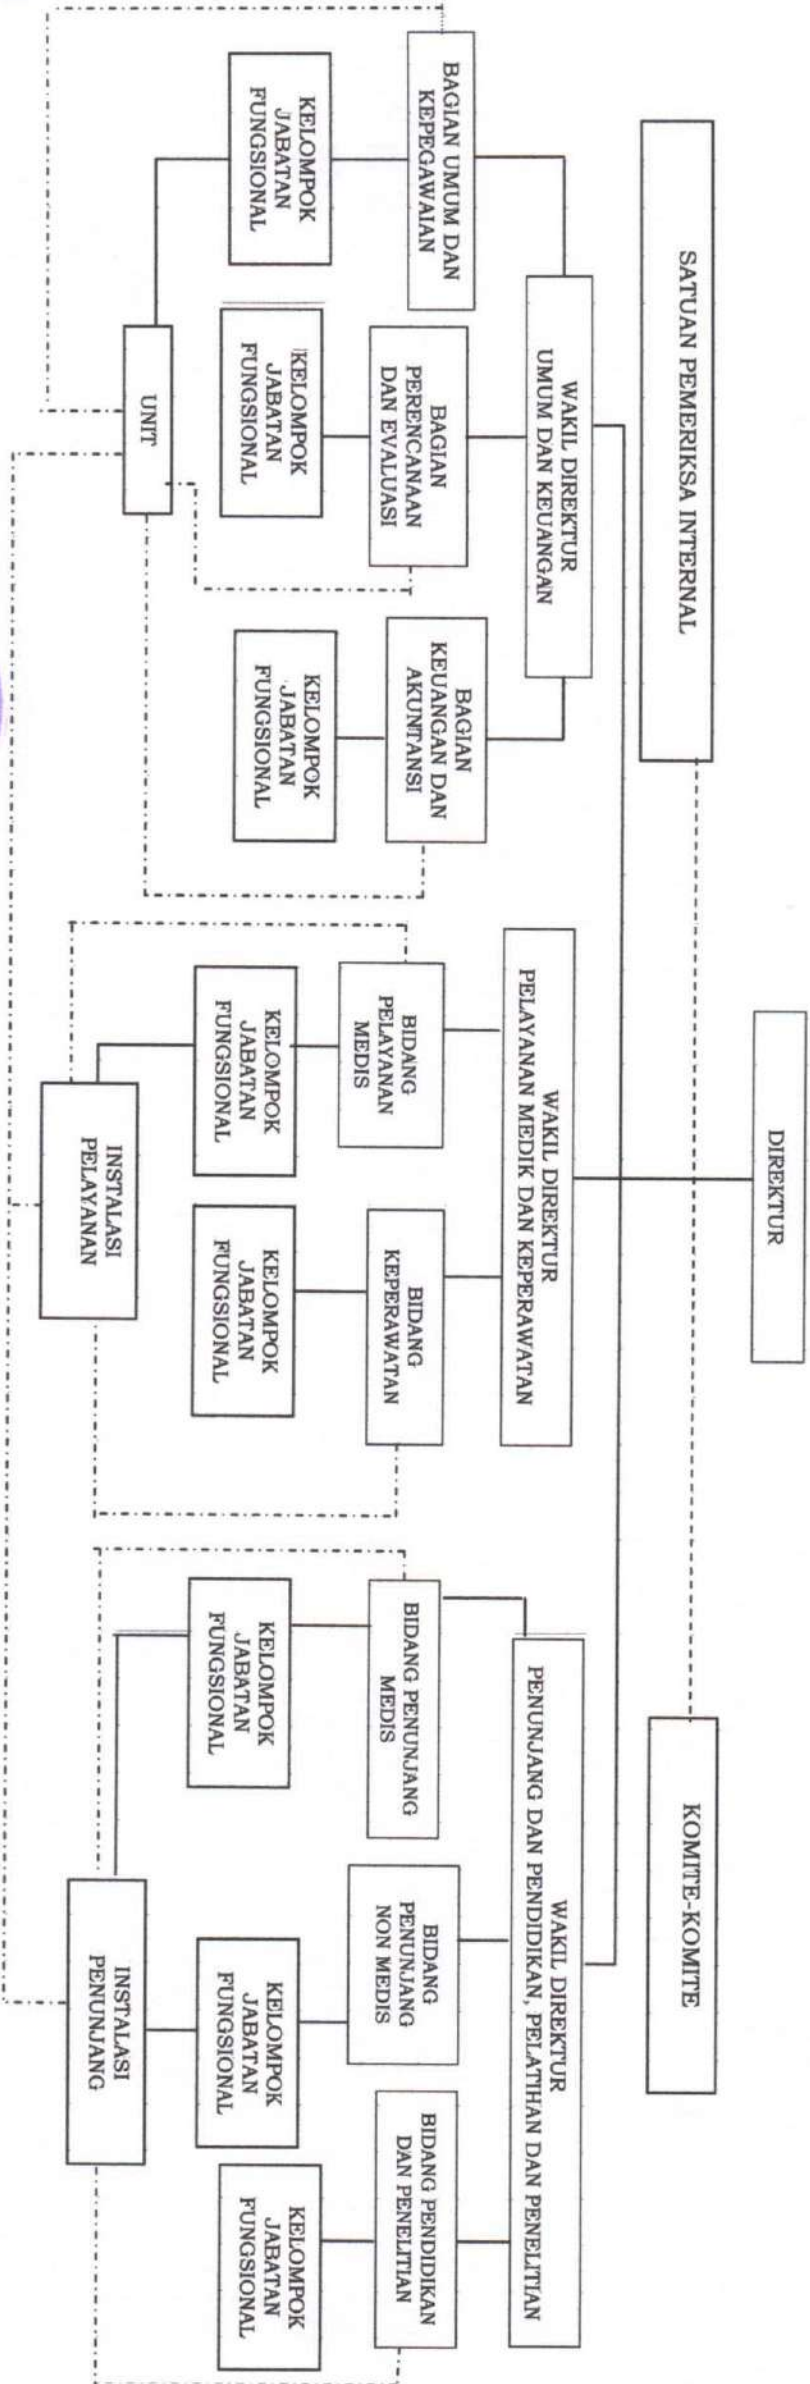 DIREKTUR
SATUAN PEMERIKSA INTERNAL
KOMITE-KOMITE
WAKIL DIREKTUR
UMUM DAN KEUANGAN
WAKIL DIREKTUR
PELAYANAN MEDIK DAN KEPERAWATAN
WAKIL DIREKTUR
PENUNJANG DAN PENDIDIKAN, PELATIHAN DAN PENELITIAN
BAGIAN UMUM DAN
KEPEGAWAIAN
BAGIAN
PERENCANAAN
DAN EVALUASI
BAGIAN
KEUANGAN DAN
AKUNTANSI
BIDANG
PELAYANAN
MEDIS
BIDANG
KEPERAWATAN
BIDANG PENUNJANG
MEDIS
BIDANG
PENUNJANG
NON MEDIS
BIDANG PENDIDIKAN
DAN PENELITIAN
KELOMPOK
JABATAN
FUNGSIONAL
KELOMPOK
JABATAN
FUNGSIONAL
KELOMPOK
JABATAN
FUNGSIONAL
KELOMPOK
JABATAN
FUNGSIONAL
KELOMPOK
JABATAN
FUNGSIONAL
KELOMPOK
JABATAN
FUNGSIONAL
KELOMPOK
JABATAN
FUNGSIONAL
KELOMPOK
JABATAN
FUNGSIONAL
UNIT
INSTALASI
PELAYANAN
INSTALASI
PENUNJANG